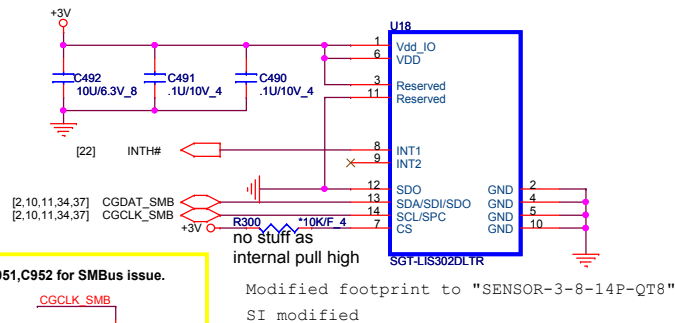 +3V
U18
1
Vdd_IO
6
VDD
C492
10U/6.3V_8
C491
.1U/10V_4
C490
.1U/10V_4
3
Reserved
11
Reserved
[22] INTH#
8
INT1
9
INT2
12
SDO
GND
2
[2,10,11,34,37] CGDAT_SMB
13
SDA/SDI/SDO
GND
4
[2,10,11,34,37] CGCLK_SMB
14
SCL/SPC
GND
5
+3V
R300
*10K/F_4
7
CS
GND
10
no stuff as
internal pull high
SGT-LIS302DLTR
951,C952 for SMBus issue.
CGCLK_SMB
Modified footprint to "SENSOR-3-8-14P-QT8"
SI modified